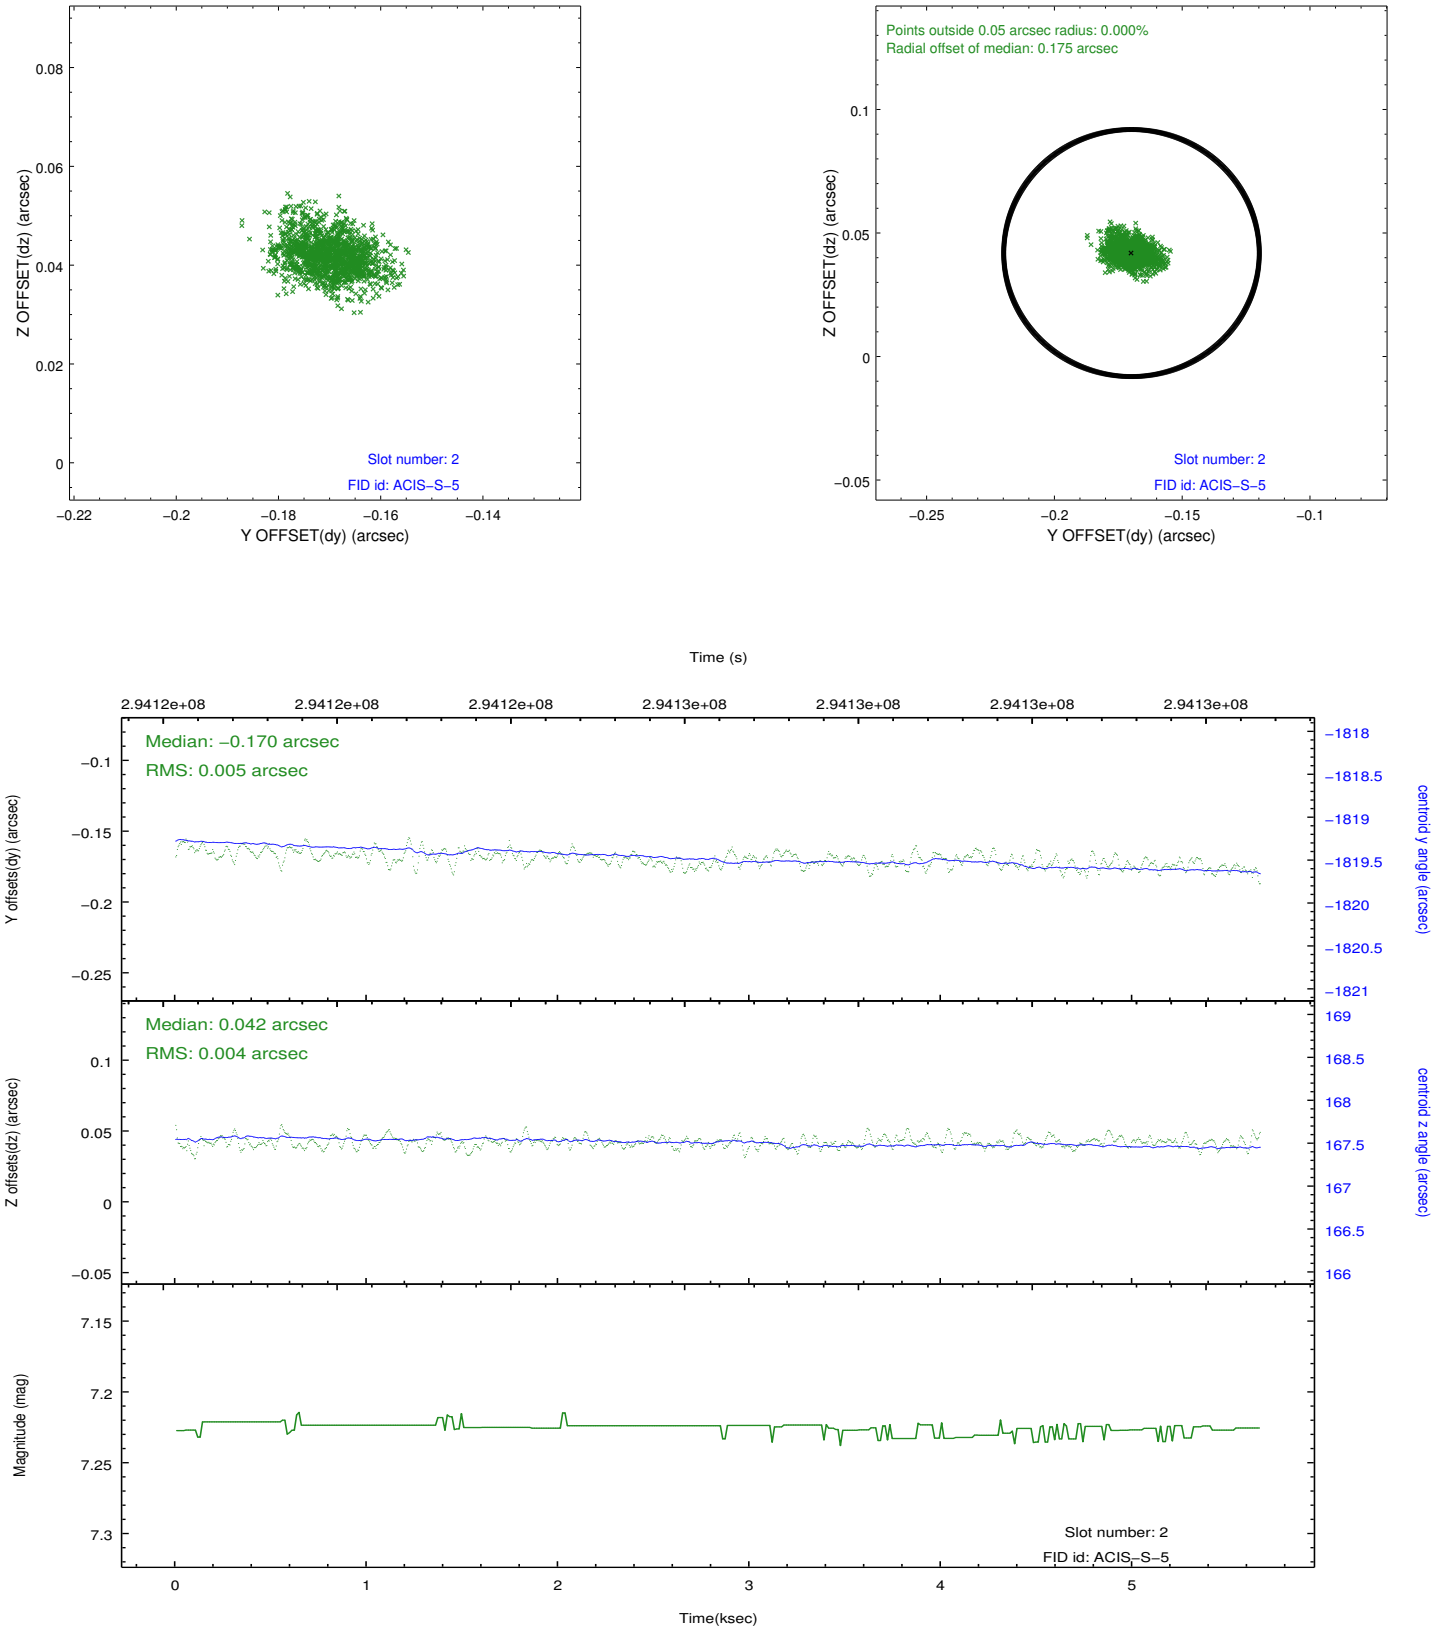 0.08
0.06
0.04
0.02
0
Z OFFSET(dz) (arcsec)
Slot number: 2
FID id: ACIS−S−5
−0.22
−0.2
−0.18
−0.16
−0.14
Y OFFSET(dy) (arcsec)
Points outside 0.05 arcsec radius: 0.000%
Radial offset of median: 0.175 arcsec
0.1
0.05
0
−0.05
Z OFFSET(dz) (arcsec)
Slot number: 2
FID id: ACIS−S−5
−0.25
−0.2
−0.15
−0.1
Y OFFSET(dy) (arcsec)
Time (s)
2.9412e+08
2.9412e+08
2.9412e+08
2.9413e+08
2.9413e+08
2.9413e+08
2.9413e+08
Median: −0.170 arcsec
RMS: 0.005 arcsec
−0.1
−0.15
−0.2
−0.25
Y offsets(dy) (arcsec)
−1818
−1818.5
−1819
−1819.5
−1820
−1820.5
−1821
centroid y angle (arcsec)
Median: 0.042 arcsec
RMS: 0.004 arcsec
0.1
0.05
0
−0.05
Z offsets(dz) (arcsec)
169
168.5
168
167.5
167
166.5
166
centroid z angle (arcsec)
7.15
7.2
7.25
7.3
Magnitude (mag)
Slot number: 2
FID id: ACIS−S−5
0
1
2
3
4
5
Time(ksec)